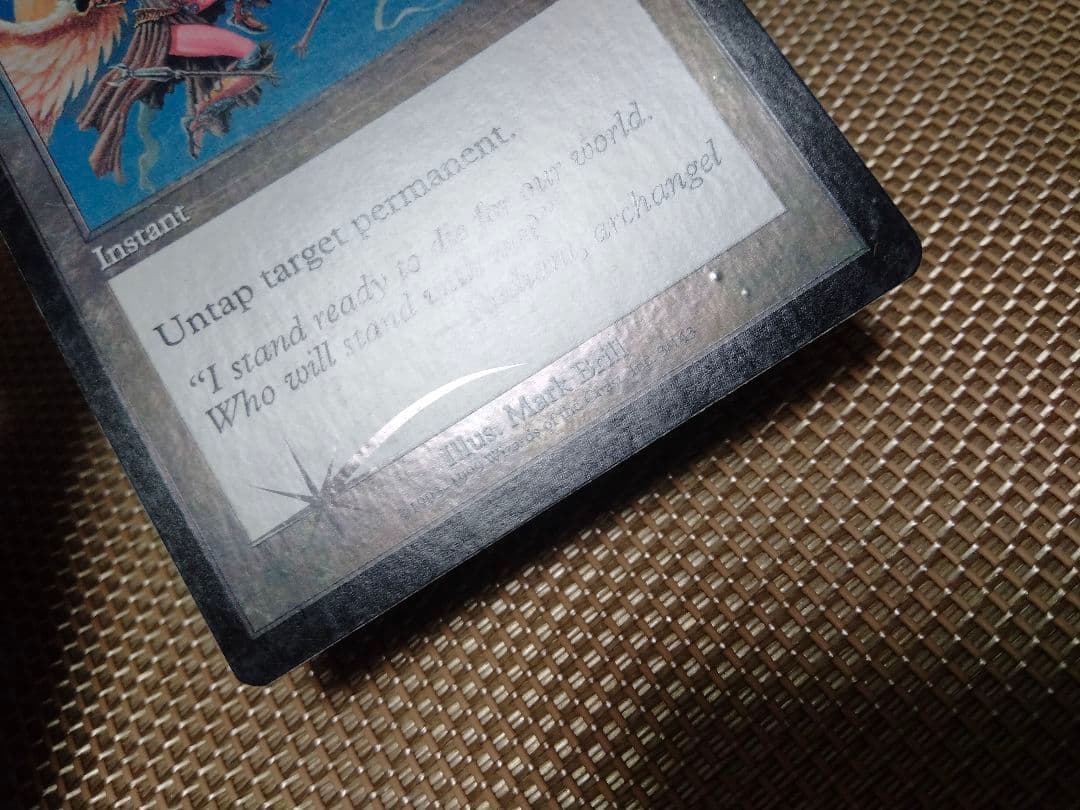 Instant
Untap target permanent.
"I stand ready to die for our world.
Who will stand with me?"
archangel
Illus. Mark Brill